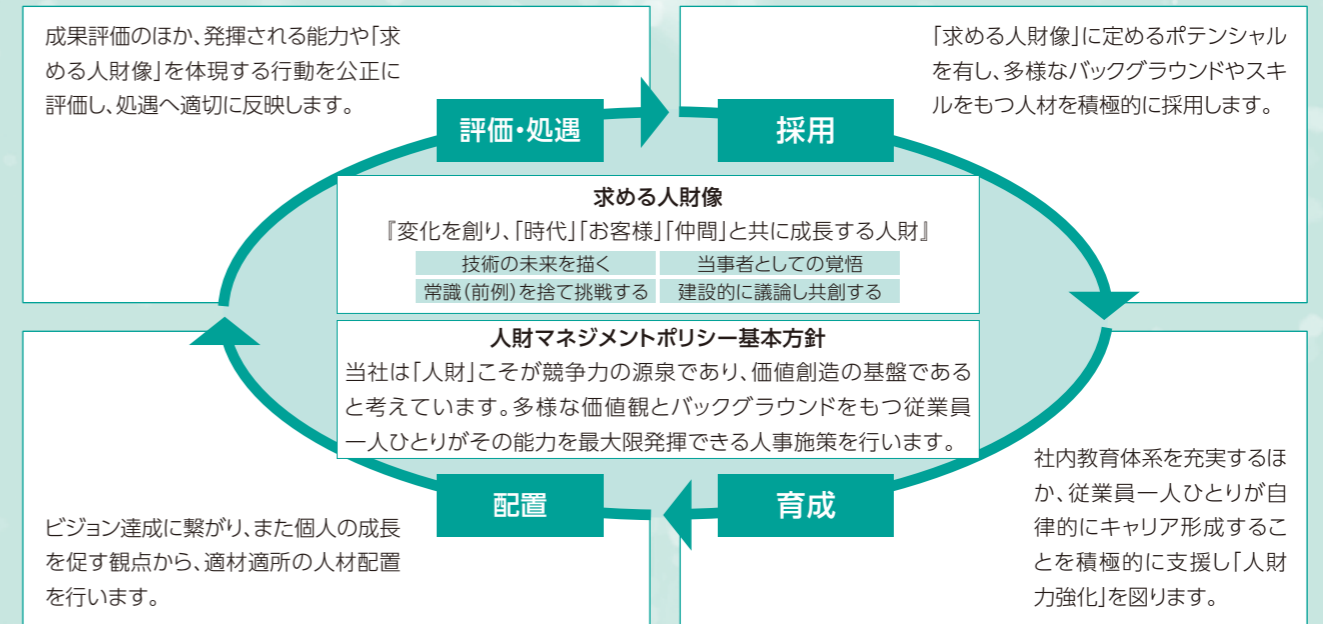 成果評価のほか、発揮される能力や「求
める人財像」を体現する行動を公正に
評価し、処遇へ適切に反映します。
「求める人財像」に定めるポテンシャル
を有し、多様なバックグラウンドやスキ
ルをもつ人材を積極的に採用します。
評価・処遇
採用
求める人財像
『変化を創り、「時代」「お客様」「仲間」と共に成長する人財』
技術の未来を描く
当事者としての覚悟
常識(前例)を捨て挑戦する
建設的に議論し共創する
人財マネジメントポリシー基本方針
当社は「人財」こそが競争力の源泉であり、価値創造の基盤である
と考えています。多様な価値観とバックグラウンドをもつ従業員
一人ひとりがその能力を最大限発揮できる人事施策を行います。
配置
育成
ビジョン達成に繋がり、また個人の成長
を促す観点から、適材適所の人材配置
を行います。
社内教育体系を充実するほ
か、従業員一人ひとりが自
律的にキャリア形成するこ
とを積極的に支援し「人財
力強化」を図ります。